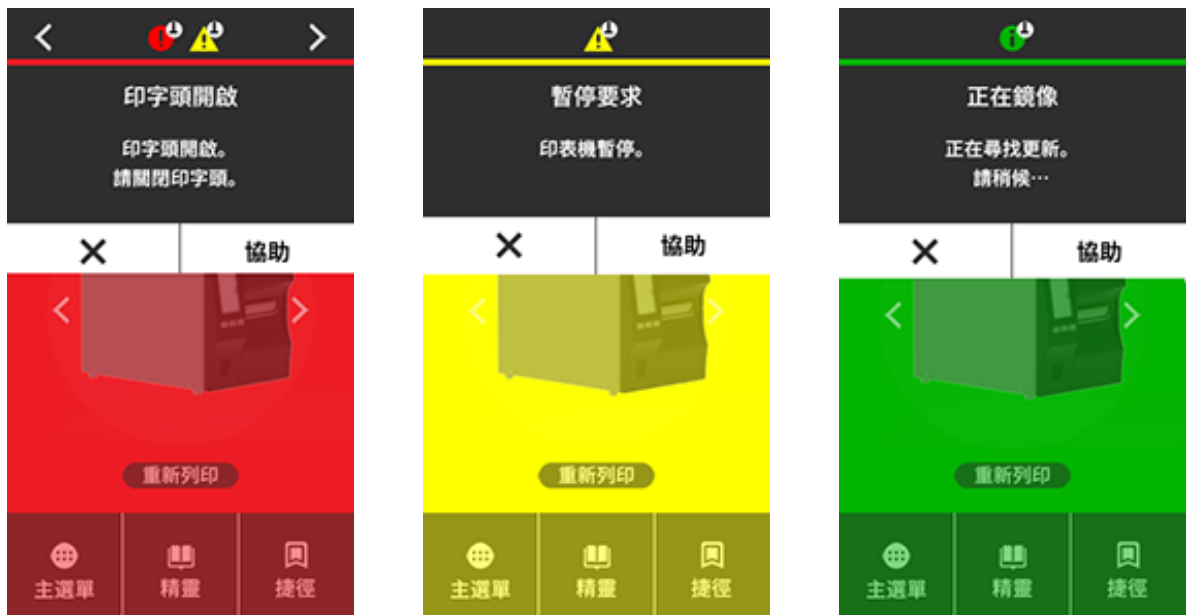 印字頭開啟
印字頭開啟。
請關閉印字頭。
協助
重新列印
主選單
精靈
捷徑
暫停要求
印表機暫停。
協助
重新列印
主選單
精靈
捷徑
正在鏡像
正在尋找更新。
請稍候…
協助
重新列印
主選單
精靈
捷徑